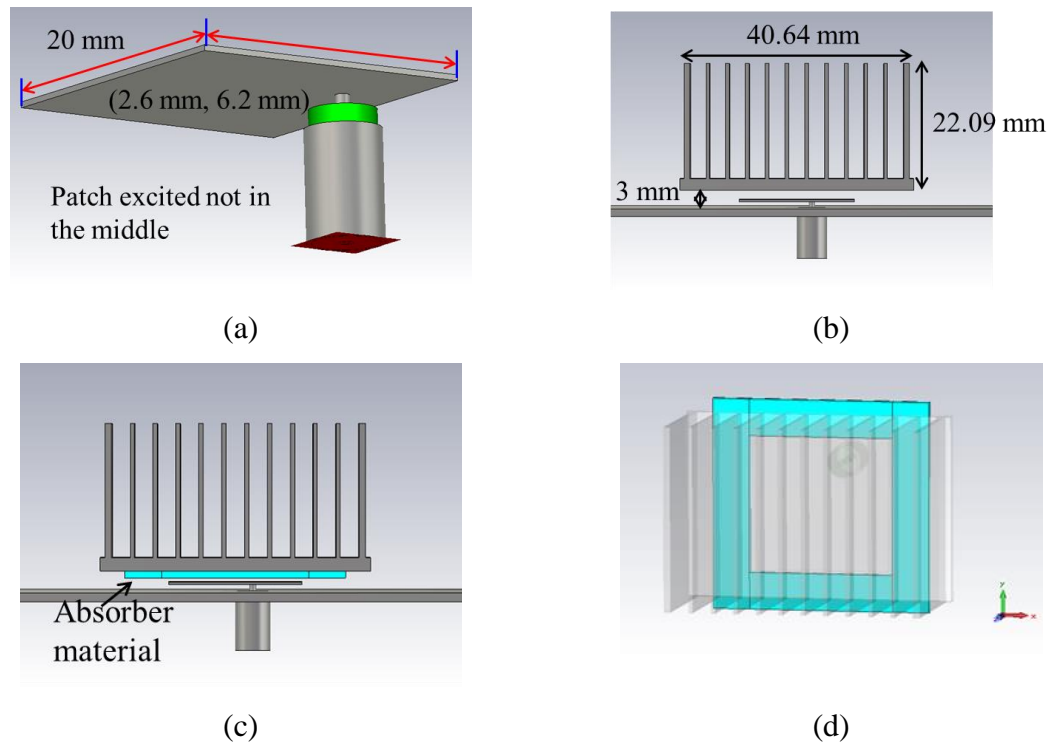 20 mm
(2.6 mm, 6.2 mm)
Patch excited not in
the middle
(a)
40.64 mm
22.09 mm
3 mm
(b)
Absorber
material
(c)
y
x
(d)